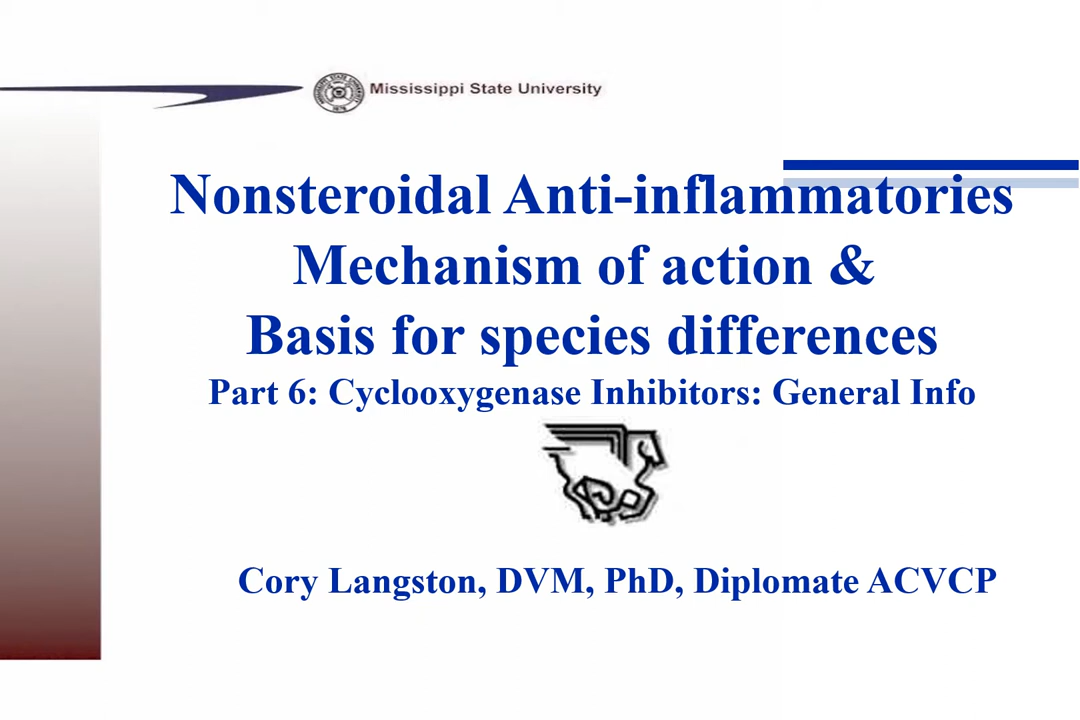 Mississippi State University
Nonsteroidal Anti-inflammatories
Mechanism of action &
Basis for species differences
Part 6: Cyclooxygenase Inhibitors: General Info
Cory Langston, DVM, PhD, Diplomate ACVCP